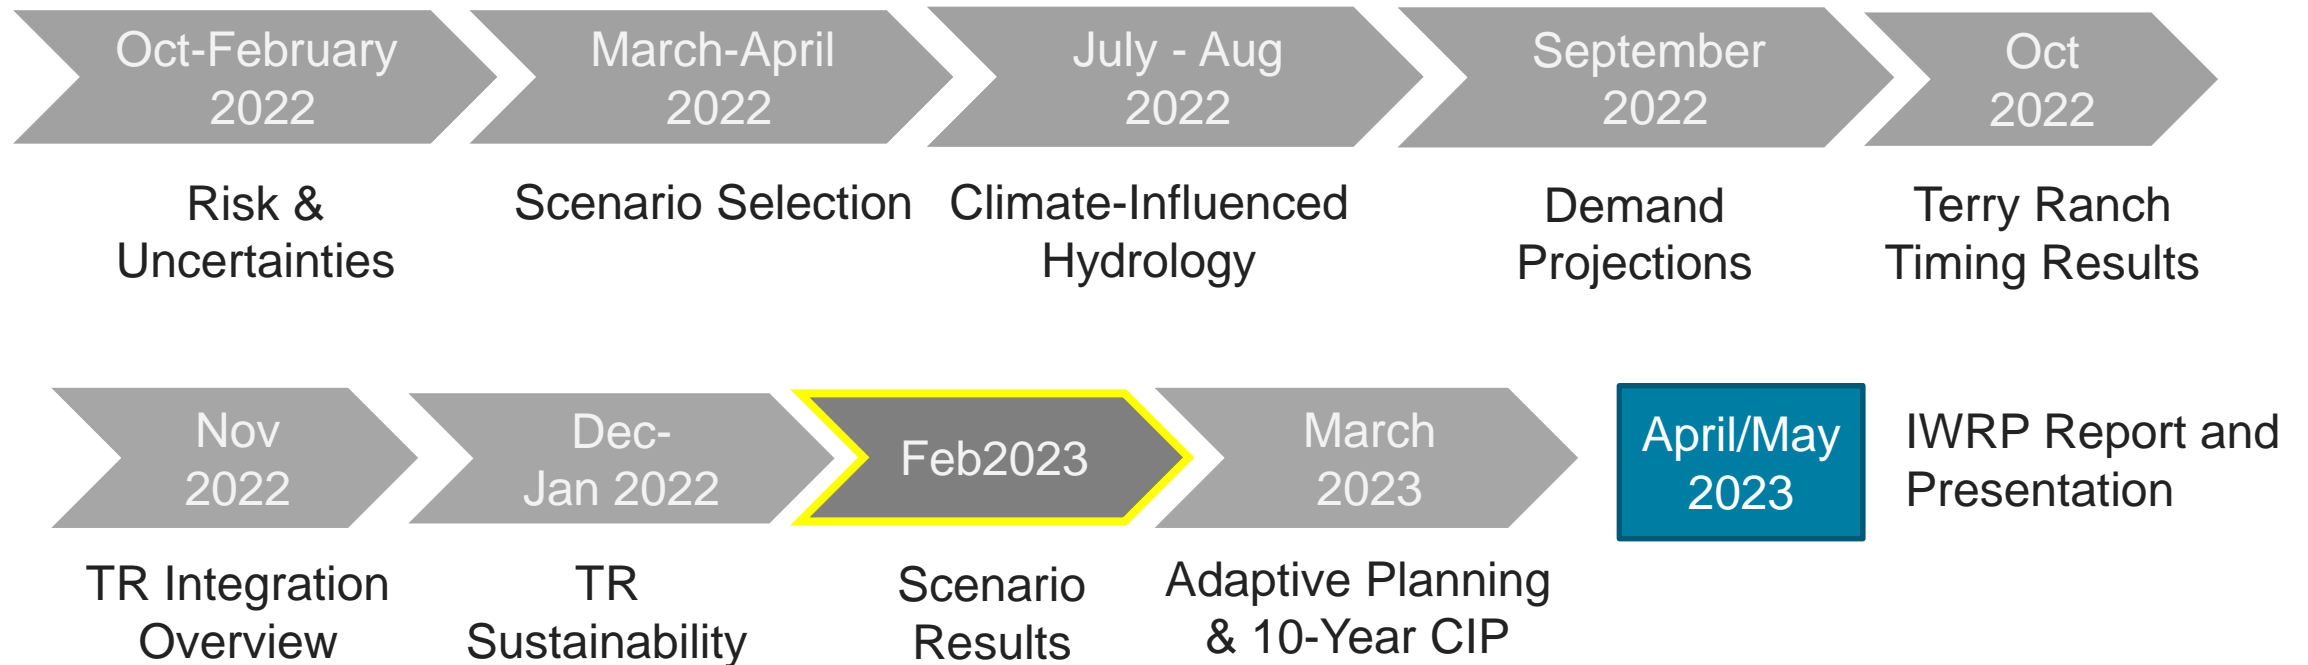 Oct-February
2022
March-April
2022
July - Aug
2022
September
2022
Oct
2022
Risk &
Uncertainties
Scenario Selection
Climate-Influenced
Hydrology
Demand
Projections
Terry Ranch
Timing Results
Nov
2022
Dec-
Jan 2022
Feb2023
March
2023
April/May
2023
IWRP Report and
Presentation
TR Integration
Overview
TR
Sustainability
Scenario
Results
Adaptive Planning
& 10-Year CIP